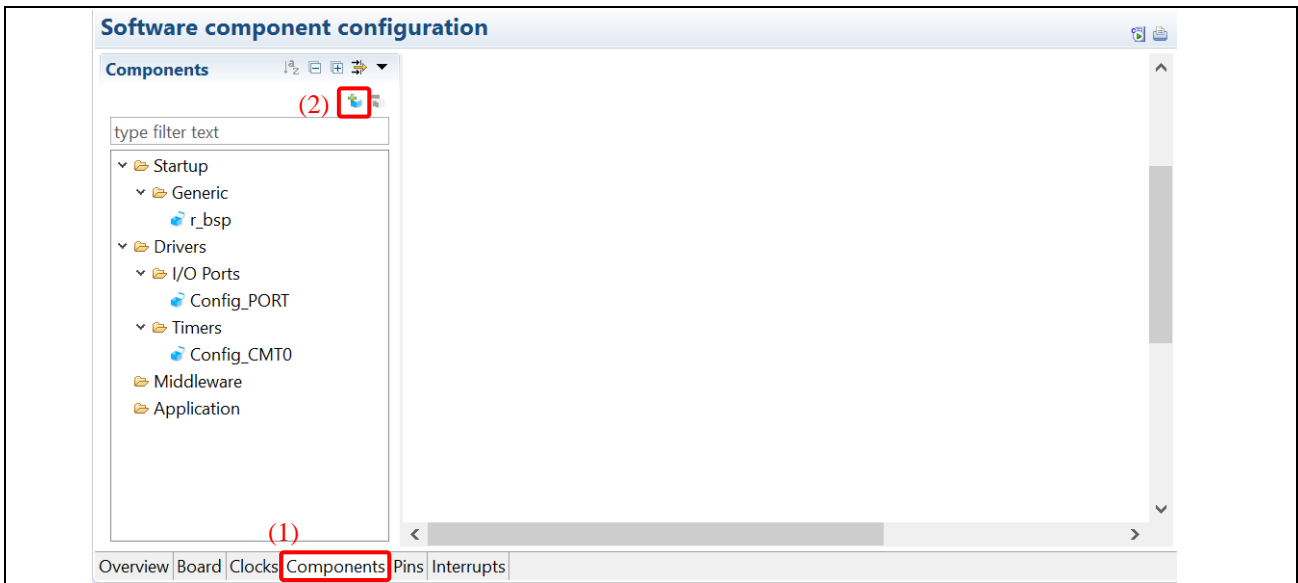 Software component configuration
Components
(2)
type filter text
Startup
Generic
r_bsp
Drivers
I/O Ports
Config_PORT
Timers
Config_CMT0
Middleware
Application
(1)
Overview Board Clocks Components Pins Interrupts